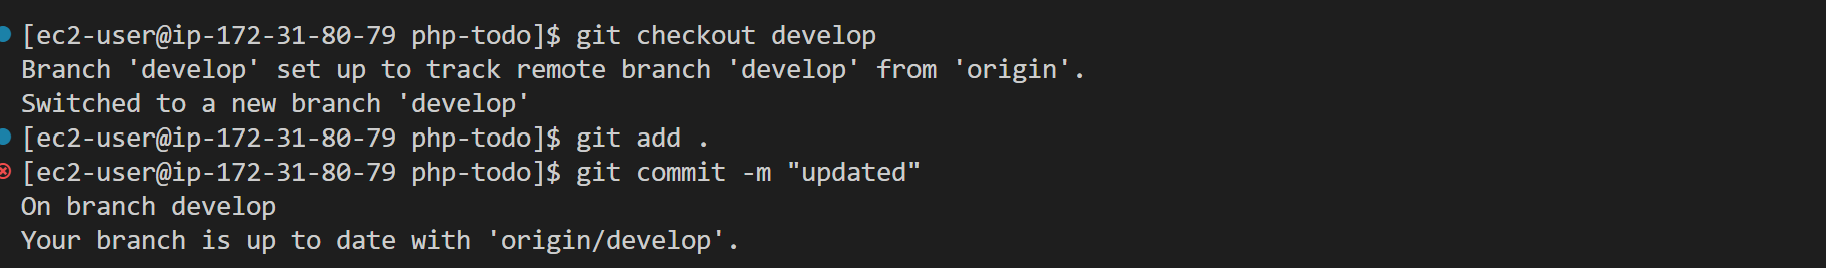 [ec2-user@ip-172-31-80-79 php-todo]$ git checkout develop
Branch 'develop' set up to track remote branch 'develop' from 'origin'.
Switched to a new branch 'develop'
[ec2-user@ip-172-31-80-79 php-todo]$ git add .
[ec2-user@ip-172-31-80-79 php-todo]$ git commit -m "updated"
On branch develop
Your branch is up to date with 'origin/develop'.